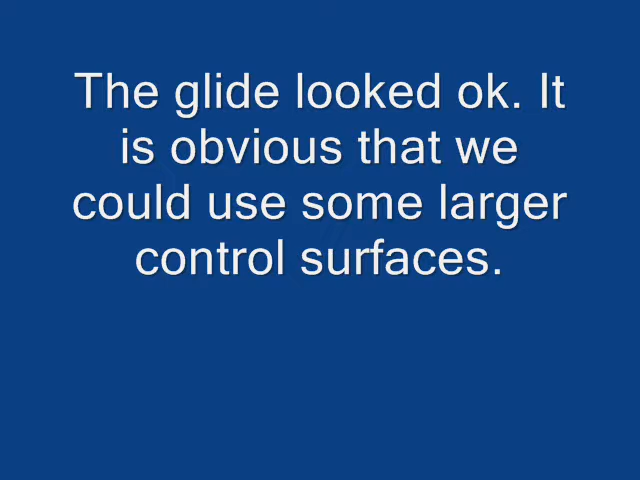 The glide looked ok. It
is obvious that we
could use some larger
control surfaces.